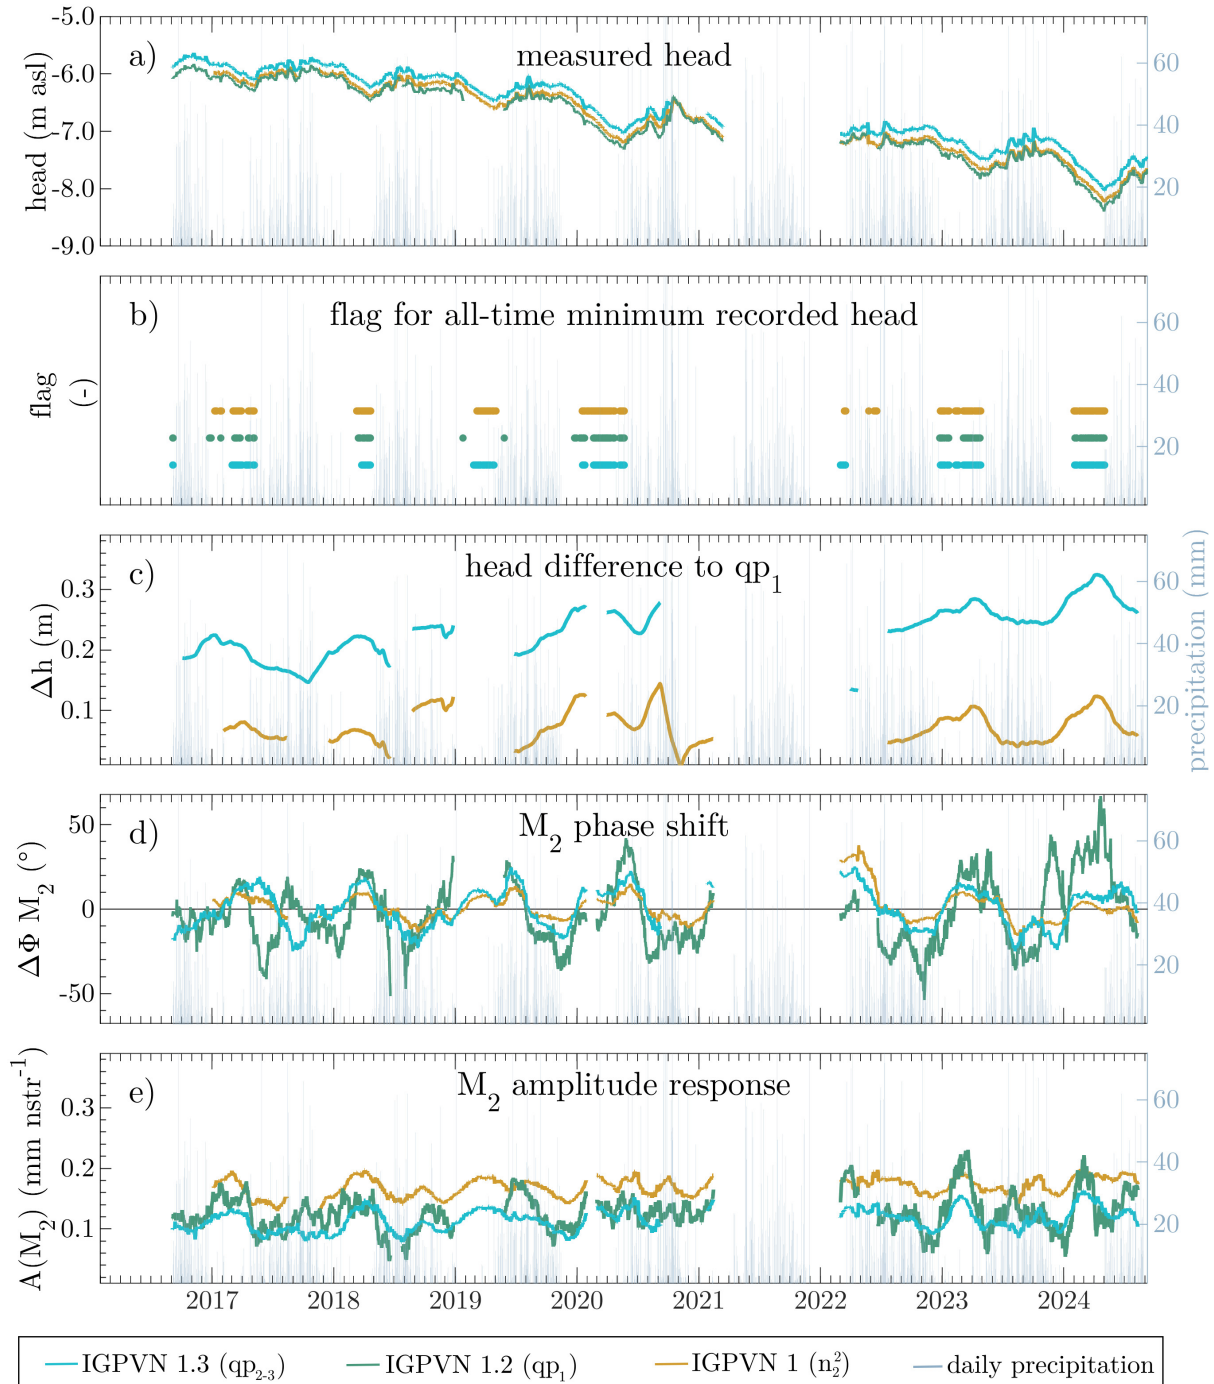 a) measured head
head (m asl)
-5.0
-6.0
-7.0
-8.0
-9.0
60
40
20
b) flag for all-time minimum recorded head
flag
(-)
60
40
20
c) head difference to qp₁
Δh (m)
0.3
0.2
0.1
60
40
20
precipitation (mm)
d) M₂ phase shift
ΔΦ M₂ (°)
50
0
-50
60
40
20
e) M₂ amplitude response
A(M₂) (mm nstr⁻¹)
0.3
0.2
0.1
60
40
20
2017 2018 2019 2020 2021 2022 2023 2024
IGPVN 1.3 (qp₂₋₃) IGPVN 1.2 (qp₁) IGPVN 1 (n₂²) daily precipitation